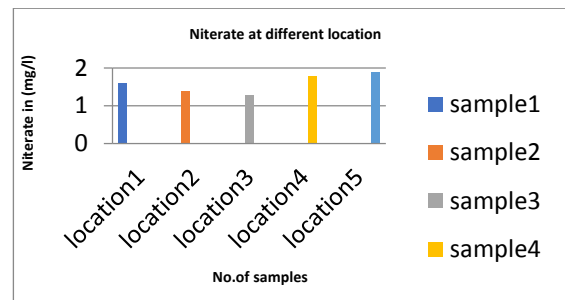 Niterate at different location
Niterate in (mg/l)
2
1
0
location1
location2
location3
location4
location5
No.of samples
sample1
sample2
sample3
sample4